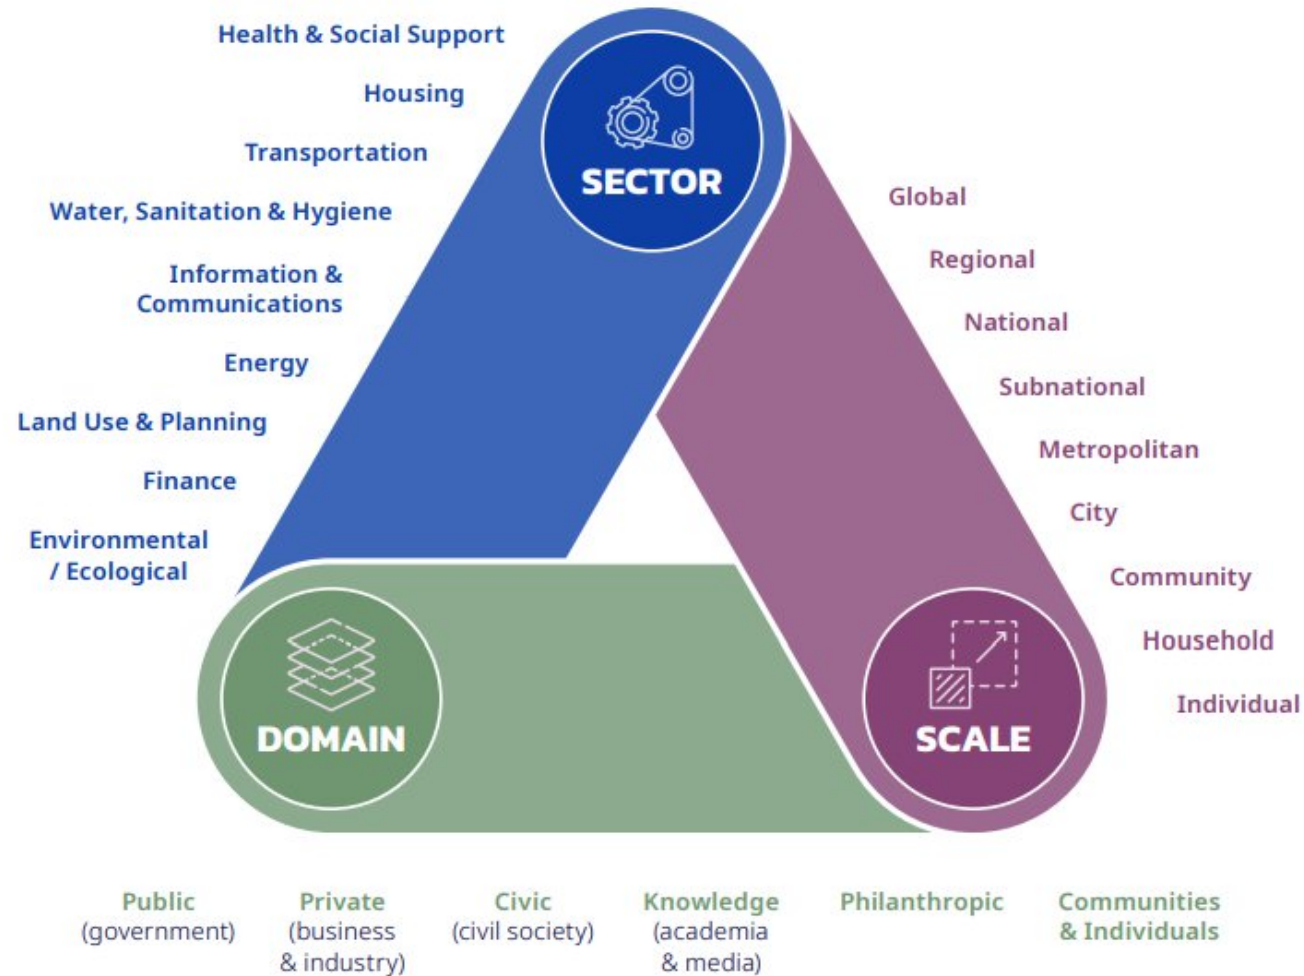 Health & Social Support
Housing
Transportation
Water, Sanitation & Hygiene
Information &
Communications
Energy
Land Use & Planning
Finance
Environmental
/ Ecological
SECTOR
Global
Regional
National
Subnational
Metropolitan
City
Community
Household
Individual
DOMAIN
SCALE
Public
(government)
Private
(business
& industry)
Civic
(civil society)
Knowledge
(academia
& media)
Philanthropic
Communities
& Individuals